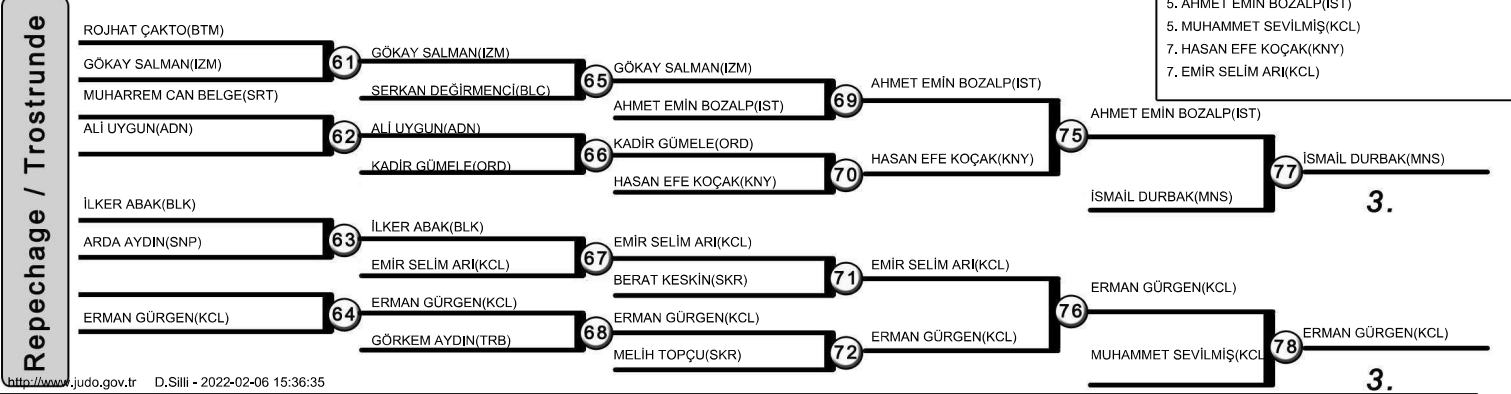 Repechage / Trostrunde
ROJHAT ÇAKTO(BTM)
GÖKAY SALMAN(IZM)
MUHARREM CAN BELGE(SRT)
ALİ UYGUN(ADN)
İLKER ABAK(BLK)
ARDA AYDIN(SNP)
ERMAN GÜRGEN(KCL)
61
62
63
64
GÖKAY SALMAN(IZM)
SERKAN DEĞİRMENCİ(BLC)
ALİ UYGUN(ADN)
KADİR GÜMELE(ORD)
İLKER ABAK(BLK)
EMİR SELİM ARI(KCL)
ERMAN GÜRGEN(KCL)
GÖRKEM AYDIN(TRB)
65
66
67
68
GÖKAY SALMAN(IZM)
AHMET EMİN BOZALP(IST)
KADİR GÜMELE(ORD)
HASAN EFE KOÇAK(KNY)
EMİR SELİM ARI(KCL)
BERAT KESKİN(SKR)
ERMAN GÜRGEN(KCL)
MELİH TOPÇU(SKR)
69
70
71
72
AHMET EMİN BOZALP(IST)
HASAN EFE KOÇAK(KNY)
EMİR SELİM ARI(KCL)
ERMAN GÜRGEN(KCL)
75
76
AHMET EMİN BOZALP(IST)
İSMAİL DURBAK(MNS)
ERMAN GÜRGEN(KCL)
MUHAMMET SEVİLMİŞ(KCL
77
78
İSMAİL DURBAK(MNS)
3.
ERMAN GÜRGEN(KCL)
3.
5. AHMET EMİN BOZALP(IST)
5. MUHAMMET SEVİLMİŞ(KCL)
7. HASAN EFE KOÇAK(KNY)
7. EMİR SELİM ARI(KCL)
http://www.judo.gov.tr D.Silli - 2022-02-06 15:36:35